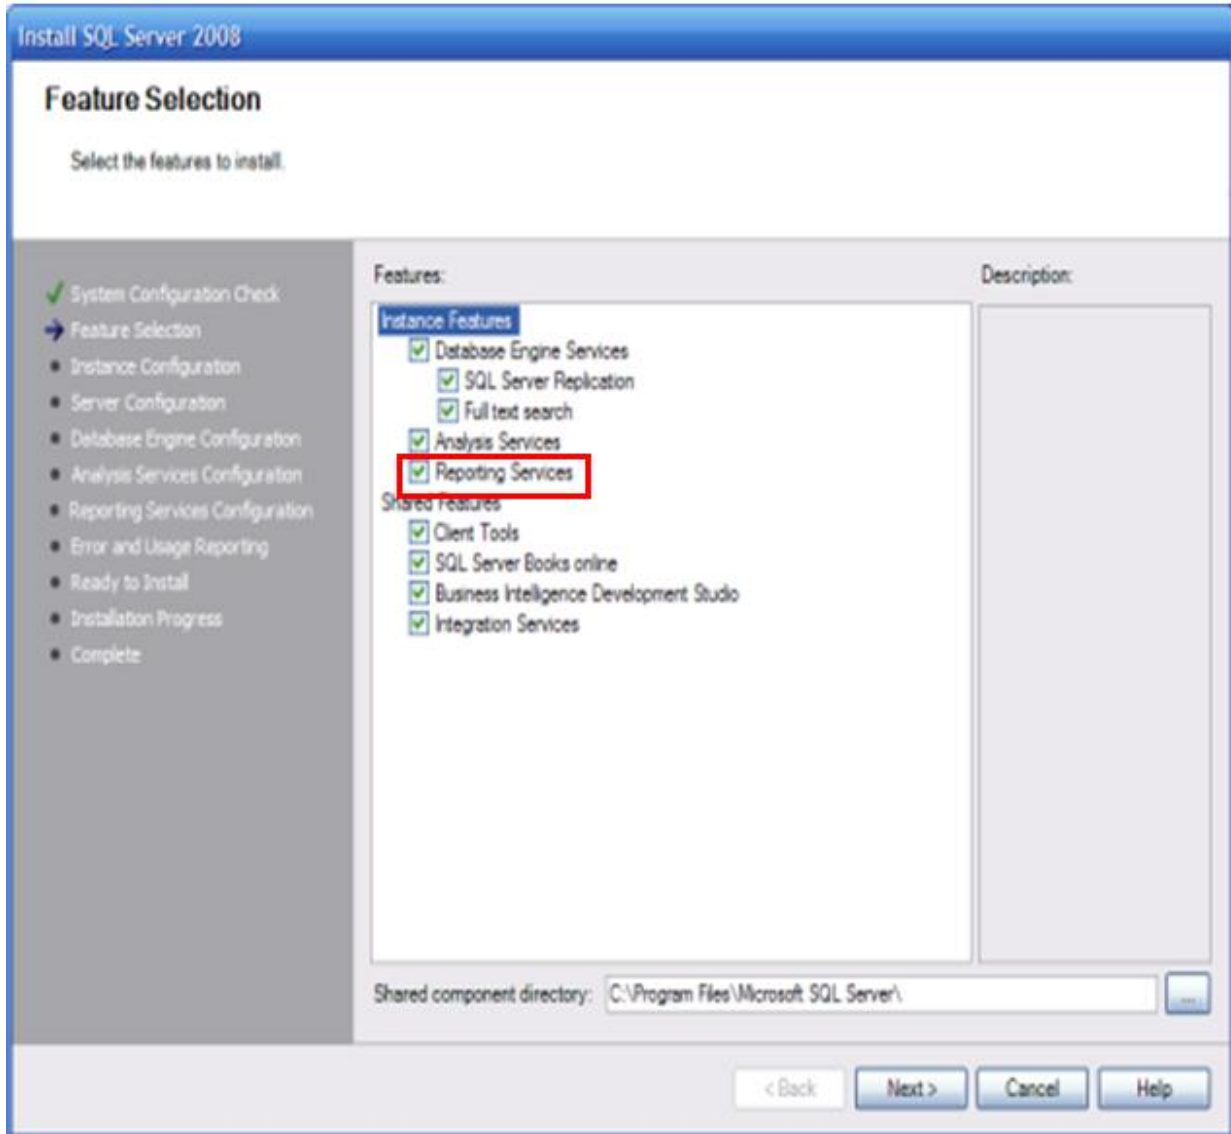 Install SQL Server 2008
Feature Selection
Select the features to install.
System Configuration Check
Feature Selection
Instance Configuration
Server Configuration
Database Engine Configuration
Analysis Services Configuration
Reporting Services Configuration
Error and Usage Reporting
Ready to Install
Installation Progress
Complete
Features:
Instance Features
Database Engine Services
SQL Server Replication
Full text search
Analysis Services
Reporting Services
Shared Features
Client Tools
SQL Server Books online
Business Intelligence Development Studio
Integration Services
Description:
Shared component directory: C:\Program Files\Microsoft SQL Server\
...
< Back Next > Cancel Help